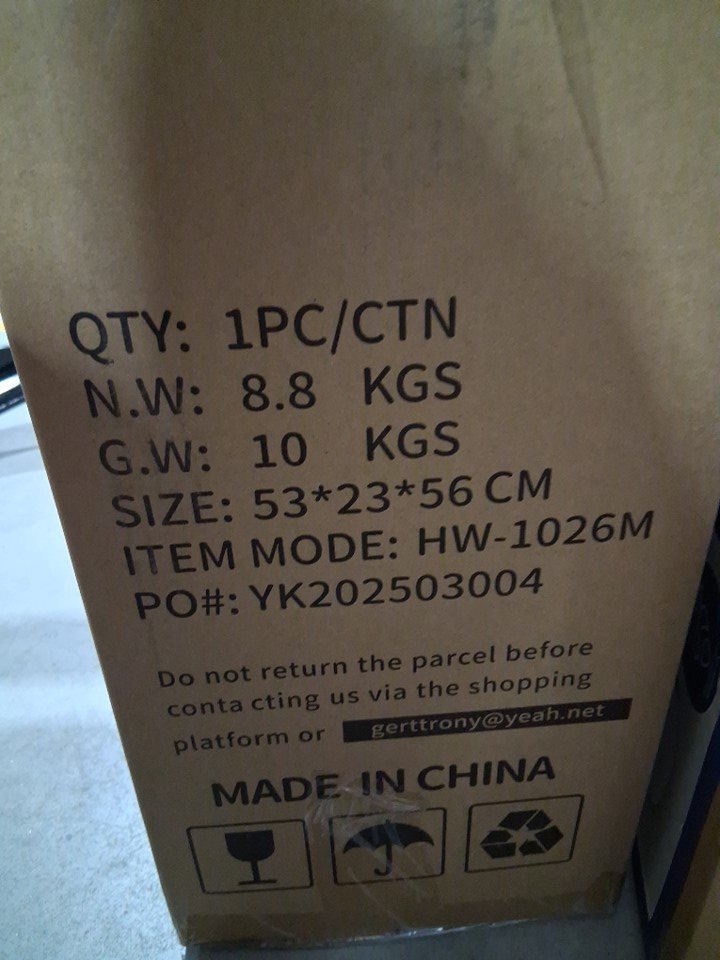 QTY: 1PC/CTN
N.W: 8.8 KGS
G.W: 10 KGS
SIZE: 53*23*56 CM
ITEM MODE: HW-1026M
PO#: YK202503004
Do not return the parcel before
conta cting us via the shopping
platform or gerttrony@yeah.net
MADE IN CHINA